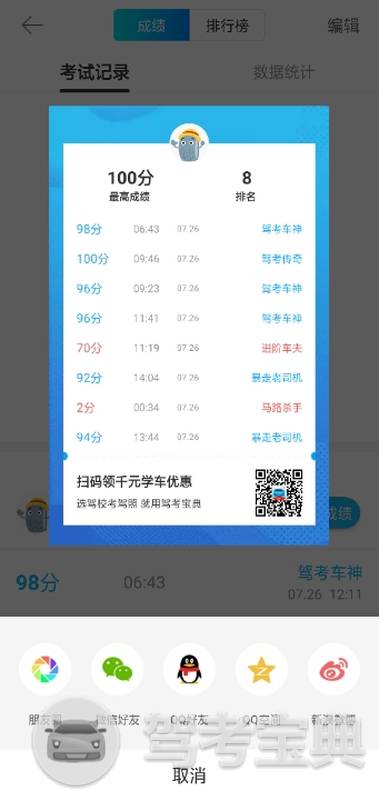 成绩 排行榜 编辑
考试记录 数据统计
100分 8
最高成绩 排名
98分 06:43 07.26 驾考车神
100分 09:46 07.26 驾考传奇
96分 09:23 07.26 驾考车神
96分 11:41 07.26 驾考车神
70分 11:19 07.26 进阶车夫
92分 14:04 07.26 暴走老司机
2分 00:34 07.26 马路杀手
94分 13:44 07.26 暴走老司机
扫码领千元学车优惠
选驾校考驾照 就用驾考宝典
成绩
98分 06:43 驾考车神
07.26 12:11
朋友圈 微信好友 QQ好友 QQ空间 新浪微博
驾考宝典
取消